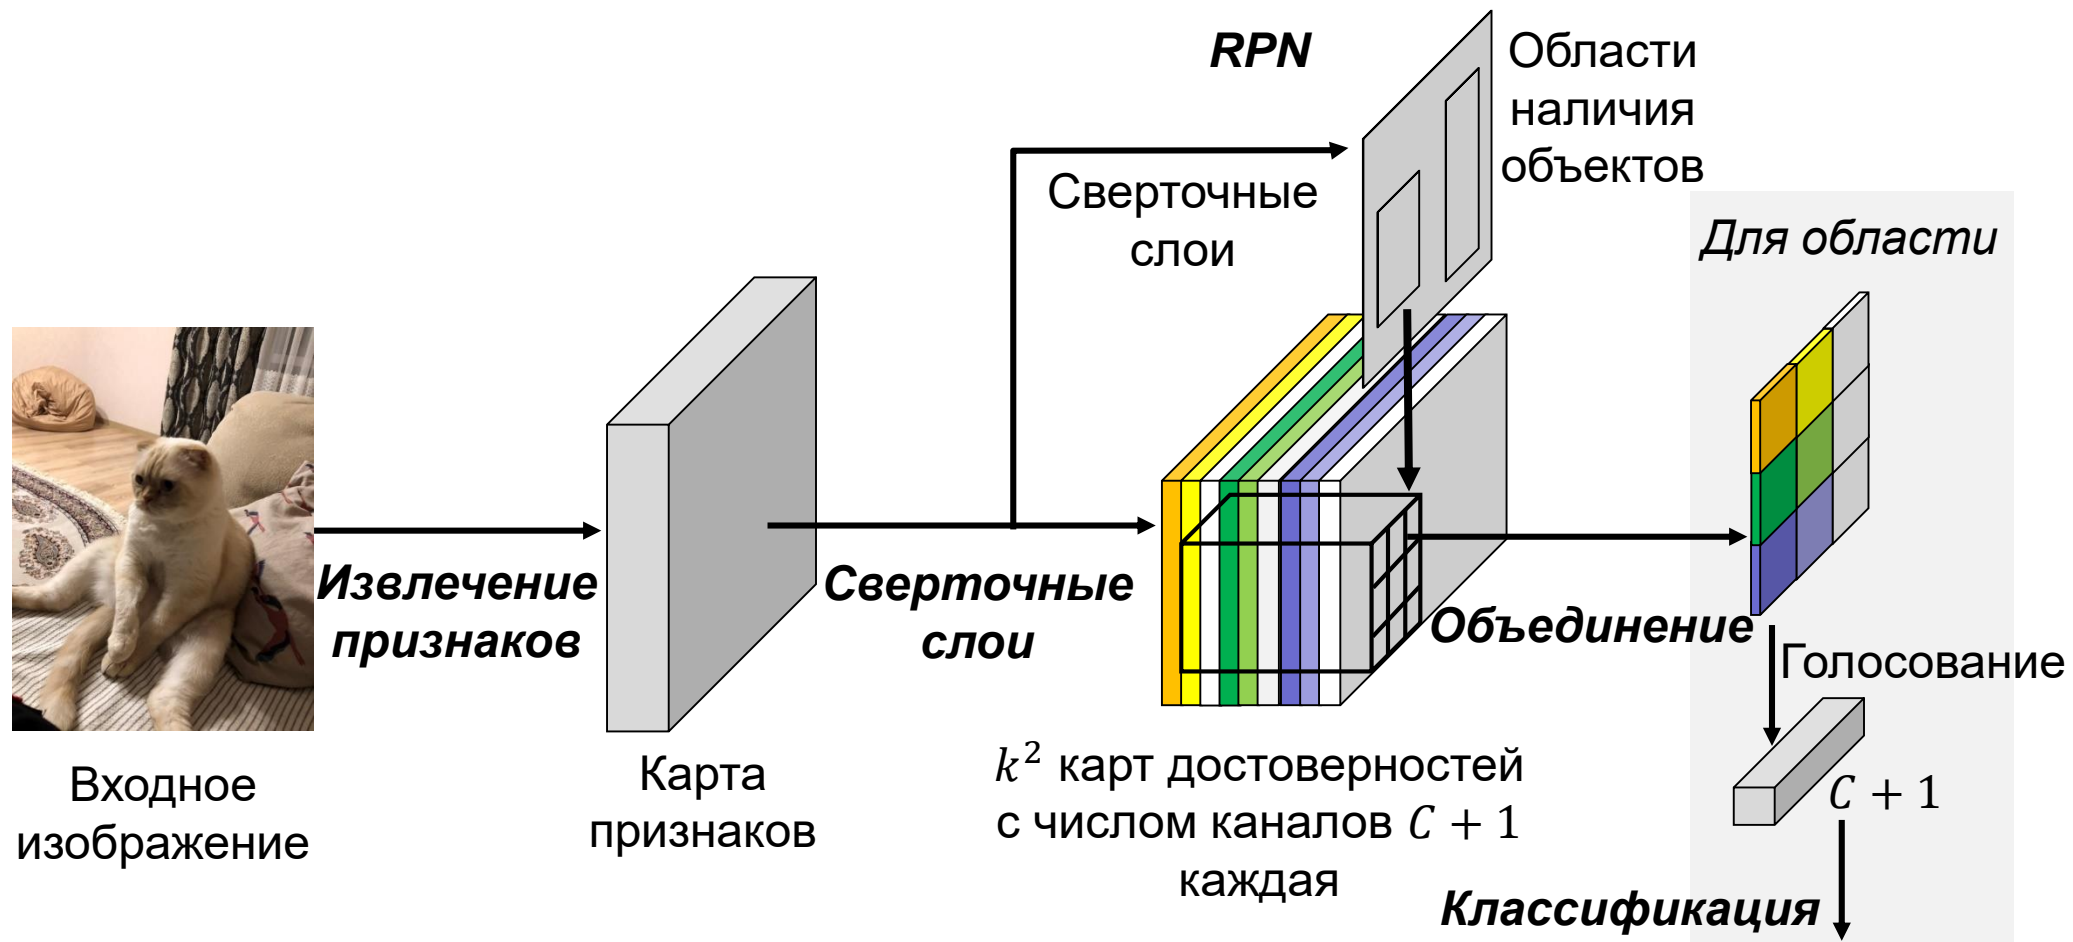 RPN
Области
наличия
объектов
Сверточные
слои
Для области
Извлечение
признаков
Сверточные
слои
Объединение
Голосование
Входное
изображение
Карта
признаков
k² карт достоверностей
с числом каналов C + 1
каждая
C + 1
Классификация